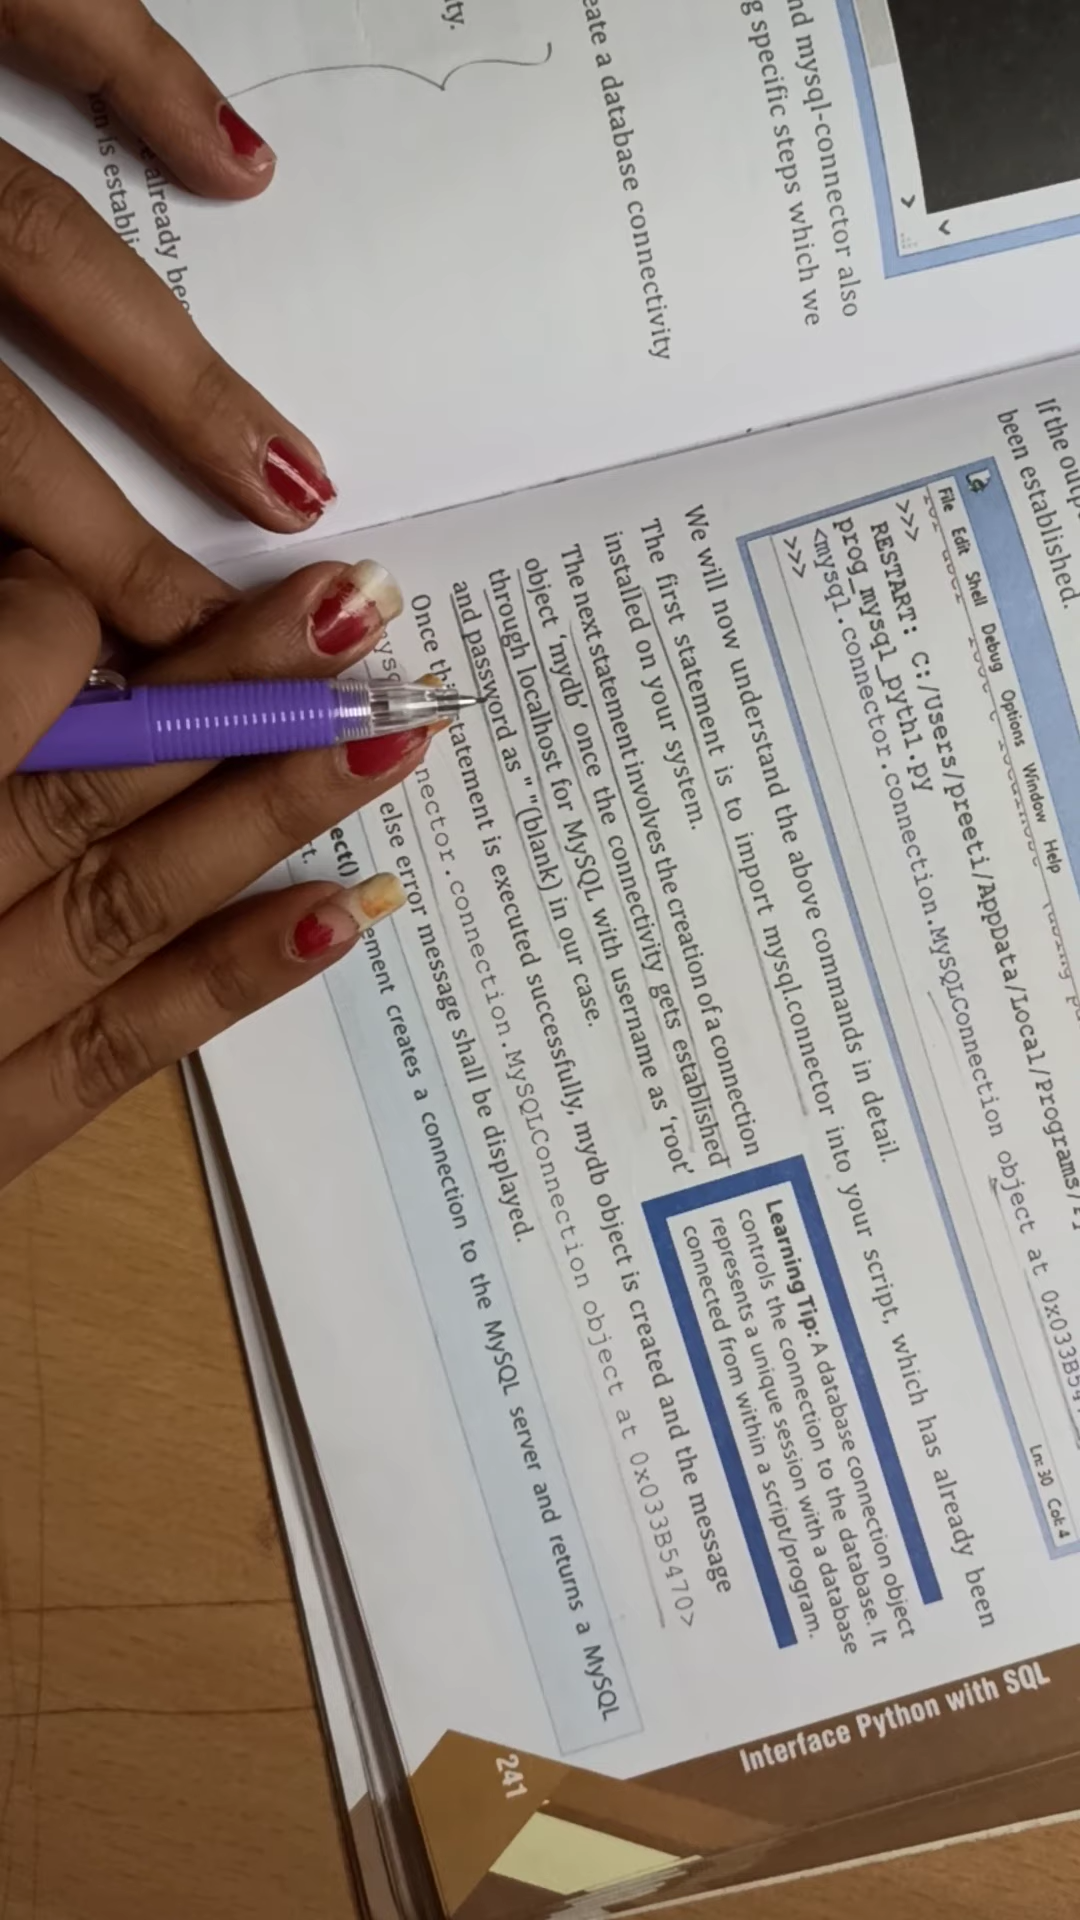 ty.
eate a database connectivity
nd mysql-connector also
g specific steps which we
already bee
on is establi
If the outp
been established.
File Edit Shell Debug Options Window Help
>>>
RESTART: C:/Users/preeti/AppData/Local/Programs/Py
prog_mysql_pyth1.py
<mysql.connector.connection.MySQLConnection object at 0x033B54
>>>
Ln: 30 Col: 4
We will now understand the above commands in detail.
The first statement is to import mysql.connector into your script, which has already been
installed on your system.
The next statement involves the creation of a connection
object 'mydb' once the connectivity gets established
through localhost for MySQL with username as 'root'
and password as " "(blank) in our case.
Learning Tip: A database connection object
controls the connection to the database. It
represents a unique session with a database
connected from within a script/program.
Once this statement is executed successfully, mydb object is created and the message
mysq nector.connection.MySQLConnection object at 0x033B5470>
else error message shall be displayed.
ect() ement creates a connection to the MySQL server and returns a MySQL
t.
Interface Python with SQL
241